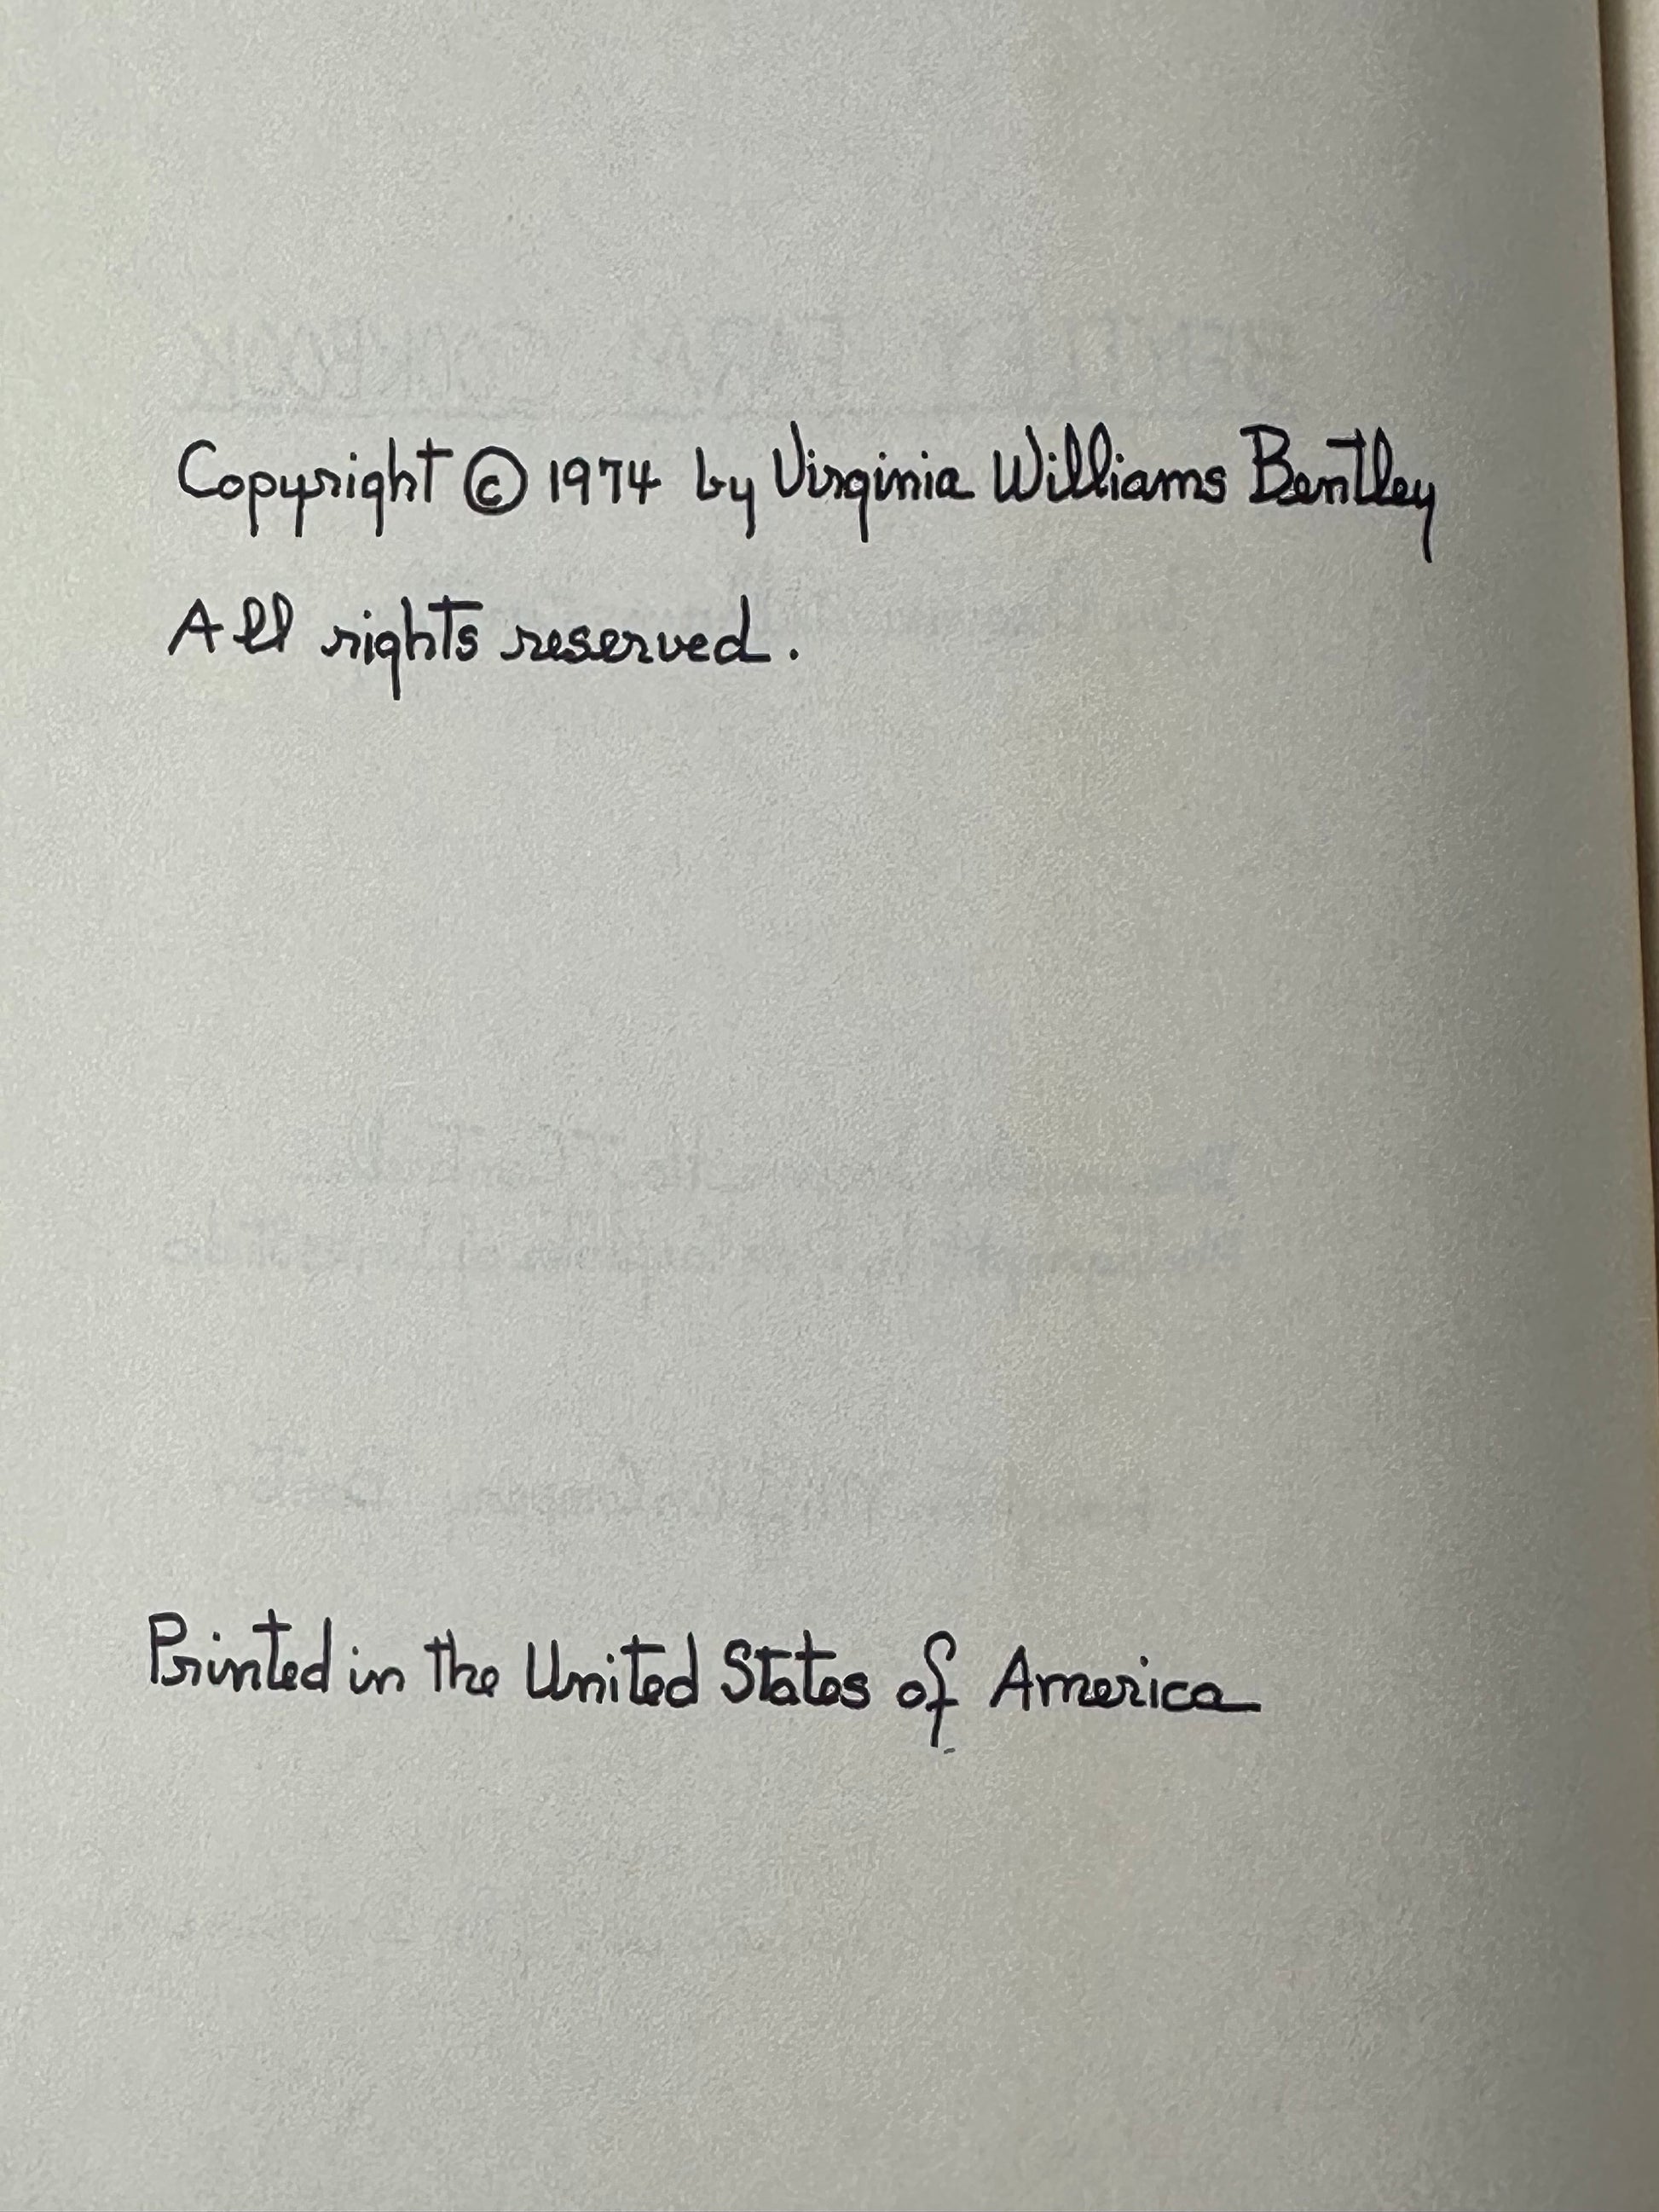 Copyright © 1974 by Virginia Williams Bentley
All rights reserved.
Printed in the United States of America